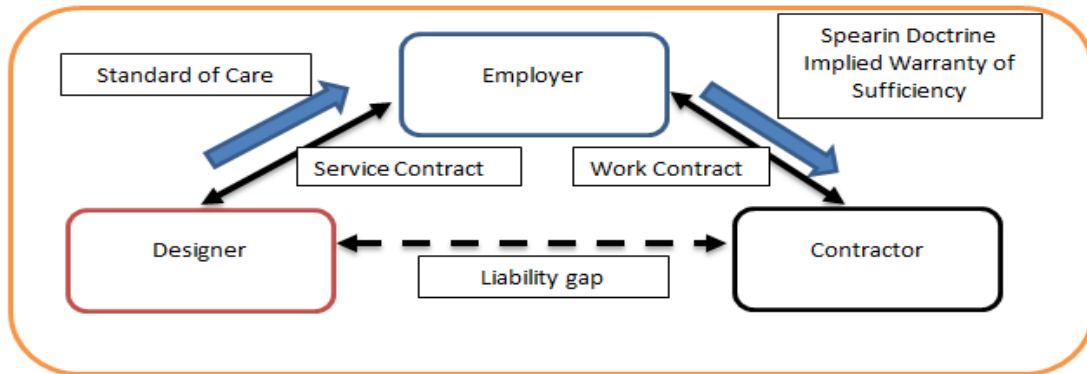 Standard of Care
Employer
Spearin Doctrine
Implied Warranty of
Sufficiency
Service Contract
Work Contract
Designer
Liability gap
Contractor